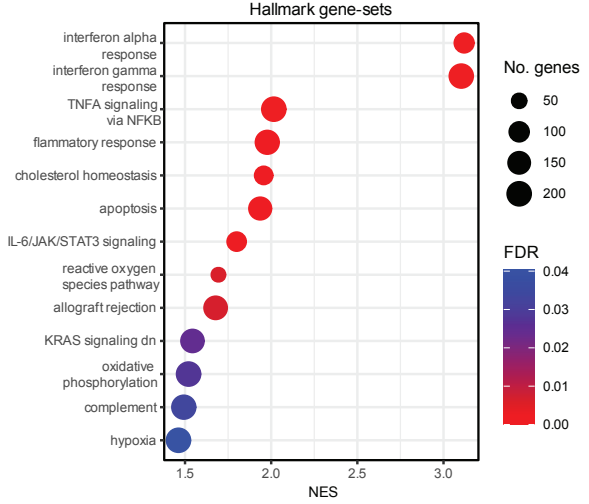 Hallmark gene-sets
interferon alpha
response
interferon gamma
response
TNFA signaling
via NFKB
flammatory response
cholesterol homeostasis
apoptosis
IL-6/JAK/STAT3 signaling
reactive oxygen
species pathway
allograft rejection
KRAS signaling dn
oxidative
phosphorylation
complement
hypoxia
1.5
2.0
2.5
3.0
NES
No. genes
50
100
150
200
FDR
0.04
0.03
0.02
0.01
0.00